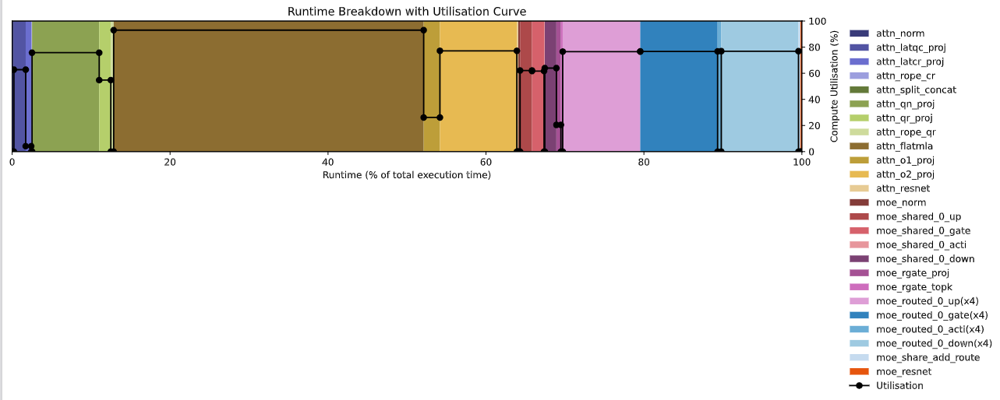 Runtime Breakdown with Utilisation Curve
100
80
60
40
20
0
Compute Utilisation (%)
0 20 40 60 80 100
Runtime (% of total execution time)
attn_norm
attn_latqc_proj
attn_latcr_proj
attn_rope_cr
attn_split_concat
attn_qn_proj
attn_qr_proj
attn_rope_qr
attn_flatmla
attn_o1_proj
attn_o2_proj
attn_resnet
moe_norm
moe_shared_0_up
moe_shared_0_gate
moe_shared_0_acti
moe_shared_0_down
moe_rgate_proj
moe_rgate_topk
moe_routed_0_up(x4)
moe_routed_0_gate(x4)
moe_routed_0_acti(x4)
moe_routed_0_down(x4)
moe_share_add_route
moe_resnet
Utilisation